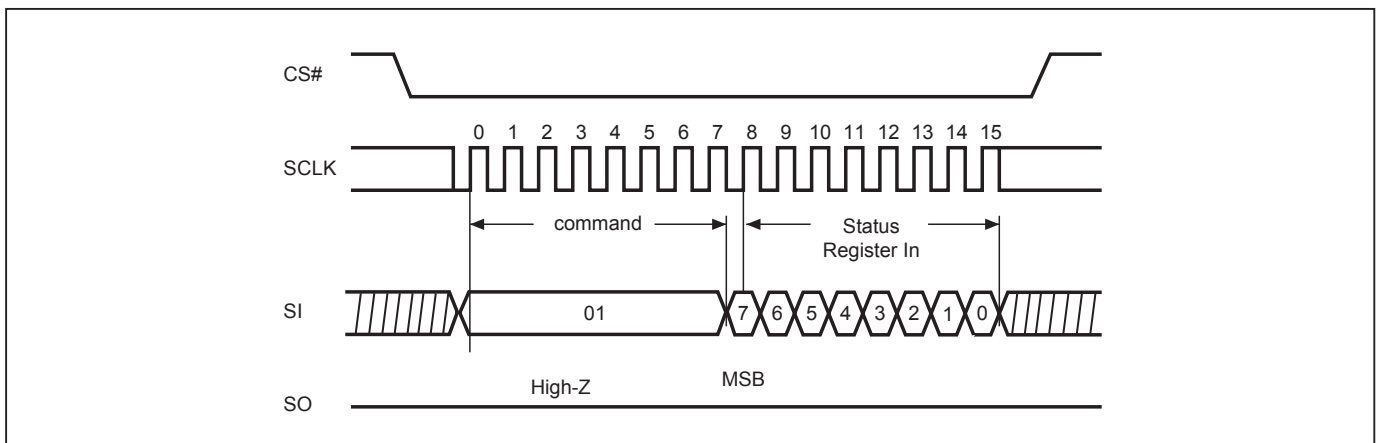 CS#
0 1 2 3 4 5 6 7 8 9 10 11 12 13 14 15
SCLK
command
Status
Register In
SI
01
7 6 5 4 3 2 1 0
High-Z
MSB
SO